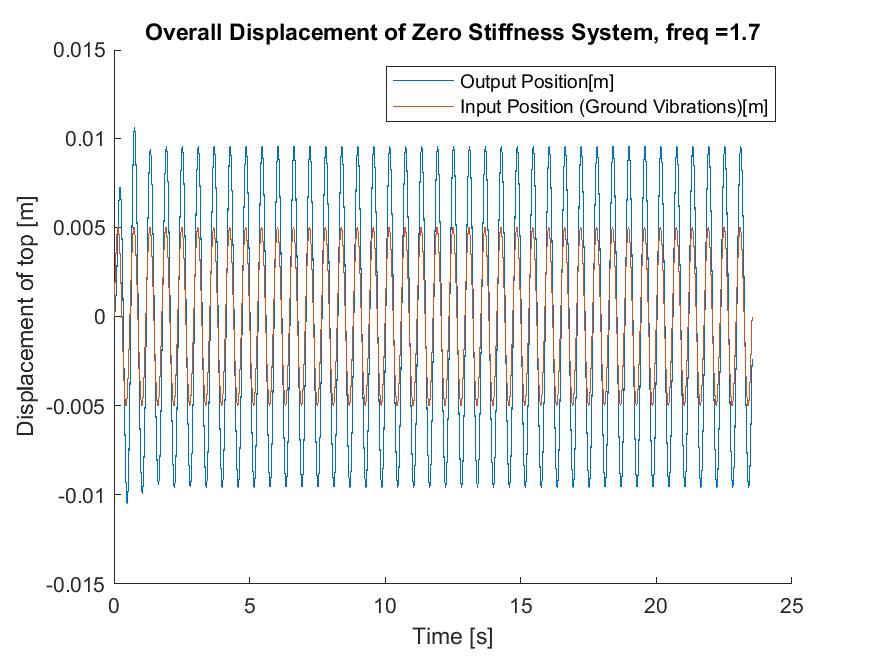 Overall Displacement of Zero Stiffness System, freq =1.7
Output Position[m]
Input Position (Ground Vibrations)[m]
Displacement of top [m]
0.015
0.01
0.005
0
-0.005
-0.01
-0.015
0
5
10
15
20
25
Time [s]